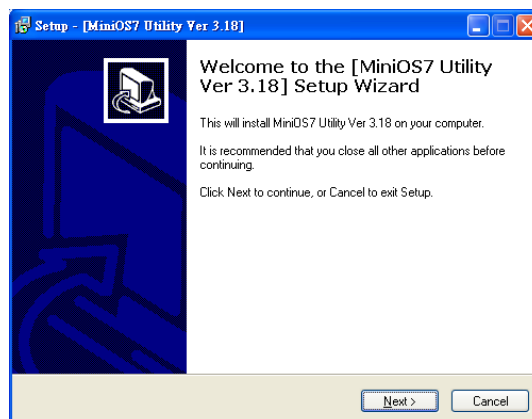 Setup - [MiniOS7 Utility Ver 3.18]
Welcome to the [MiniOS7 Utility
Ver 3.18] Setup Wizard
This will install MiniOS7 Utility Ver 3.18 on your computer.
It is recommended that you close all other applications before
continuing.
Click Next to continue, or Cancel to exit Setup.
Next >
Cancel